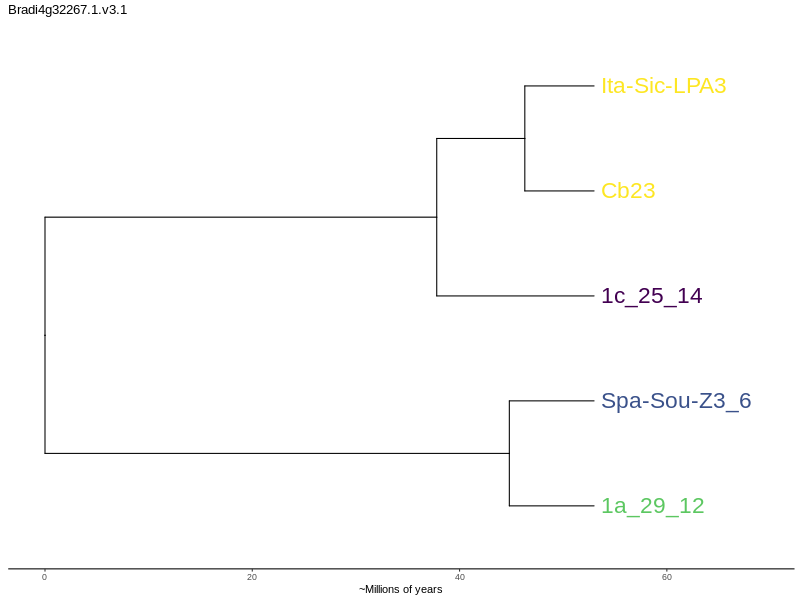 Bradi4g32267.1.v3.1
Ita-Sic-LPA3
Cb23
1c_25_14
Spa-Sou-Z3_6
1a_29_12
0 20 40 60
~Millions of years